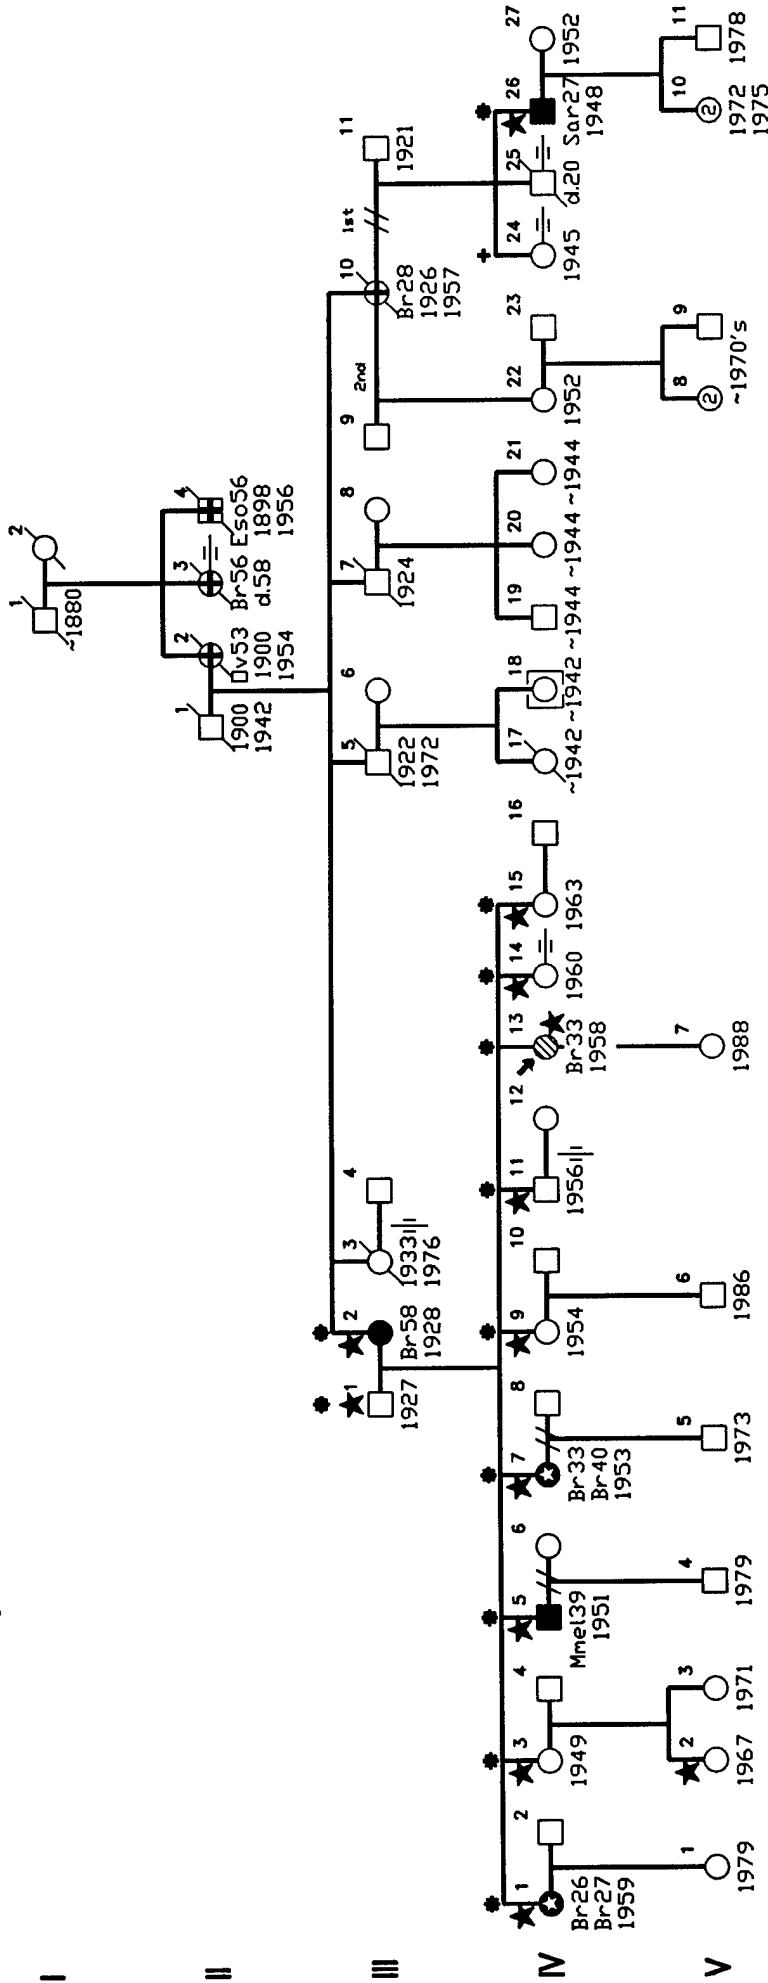 I
1 2
~1880
II
1 2 3 4
1900 Ov53 Br56 Eso56
1942 1900 d.58 1898
1954 1956
2nd 1st
III
1 2 3 4 5 6 7 8 9 10 11
1927 Br58 1933 1922 1924 Br28 1921
1928 1976 1972 1926
1957
IV
1 2 3 4 5 6 7 8 9 10 11 12 13 14 15 16 17 18 19 20 21 22 23 24 25 26 27
Br26 1949 Mmel39 Br33 1954 1956 Br33 1960 1963 ~1942 ~1942 ~1944 ~1944 ~1944 1952 1945 d.20 Sar27 1952
Br27 1951 Br40 1958 1948
1959 1953
V
1 2 3 4 5 6 7 8 9 10 11
2 2
1979 1967 1971 1979 1973 1986 1988 ~1970's 1972 1978
1975